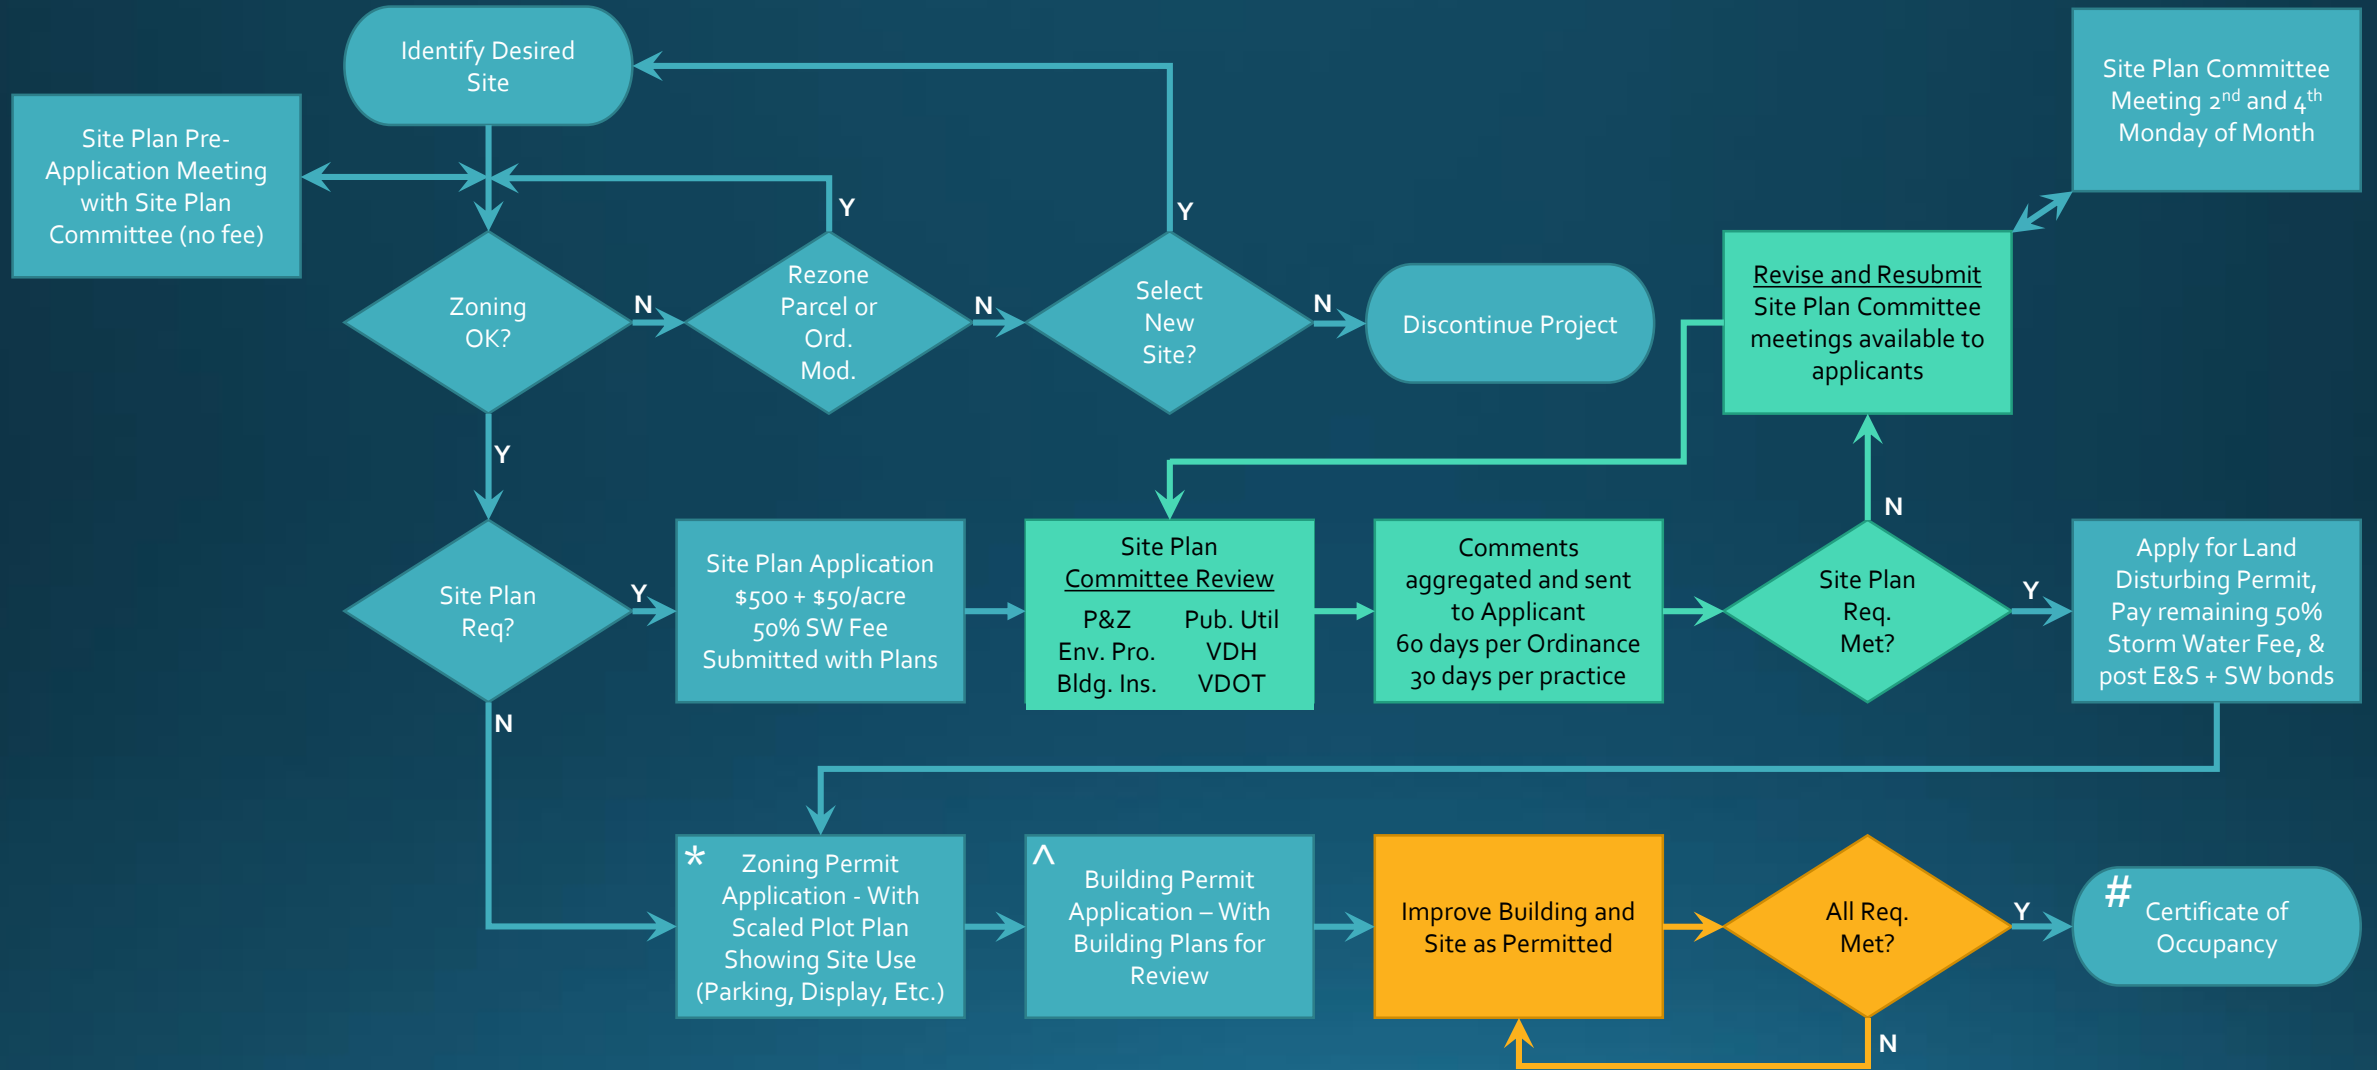 Identify Desired
Site
Site Plan Pre-
Application Meeting
with Site Plan
Committee (no fee)
Site Plan Committee
Meeting 2nd and 4th
Monday of Month
Zoning
OK?
N
Y
Rezone
Parcel or
Ord.
Mod.
Y
N
Select
New
Site?
Y
N
Discontinue Project
Revise and Resubmit
Site Plan Committee
meetings available to
applicants
Site Plan
Req?
Y
N
Site Plan Application
$500 + $50/acre
50% SW Fee
Submitted with Plans
Site Plan
Committee Review
P&Z Pub. Util
Env. Pro. VDH
Bldg. Ins. VDOT
Comments
aggregated and sent
to Applicant
60 days per Ordinance
30 days per practice
Site Plan
Req.
Met?
N
Y
Apply for Land
Disturbing Permit,
Pay remaining 50%
Storm Water Fee, &
post E&S + SW bonds
*
Zoning Permit
Application - With
Scaled Plot Plan
Showing Site Use
(Parking, Display, Etc.)
^
Building Permit
Application – With
Building Plans for
Review
Improve Building and
Site as Permitted
All Req.
Met?
Y
N
#
Certificate of
Occupancy